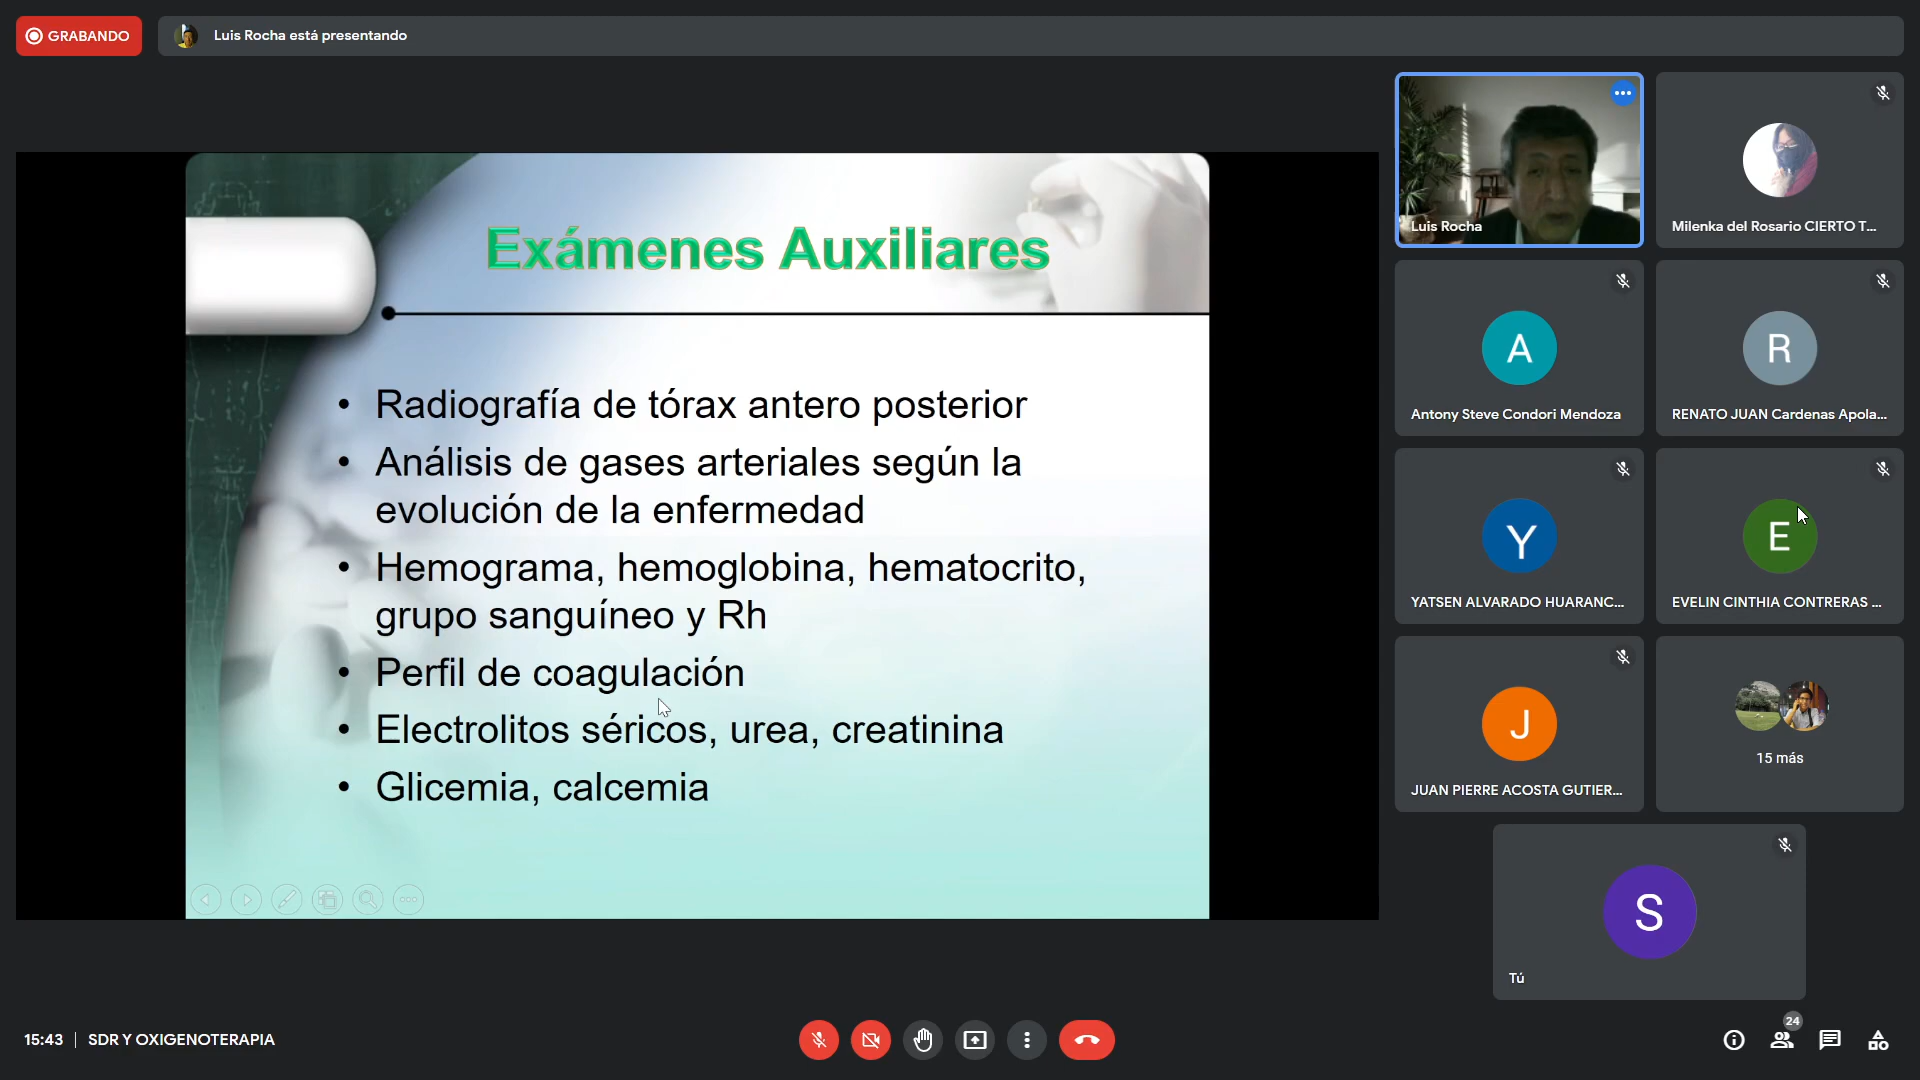 GRABANDO
Luis Rocha está presentando
Exámenes Auxiliares
• Radiografía de tórax antero posterior
• Análisis de gases arteriales según la
evolución de la enfermedad
• Hemograma, hemoglobina, hematocrito,
grupo sanguíneo y Rh
• Perfil de coagulación
• Electrolitos séricos, urea, creatinina
• Glicemia, calcemia
Luis Rocha
Milenka del Rosario CIERTO T...
A
Antony Steve Condori Mendoza
R
RENATO JUAN Cardenas Apola...
Y
YATSEN ALVARADO HUARANC...
E
EVELIN CINTHIA CONTRERAS ...
J
JUAN PIERRE ACOSTA GUTIER...
15 más
S
Tú
15:43 | SDR Y OXIGENOTERAPIA
24